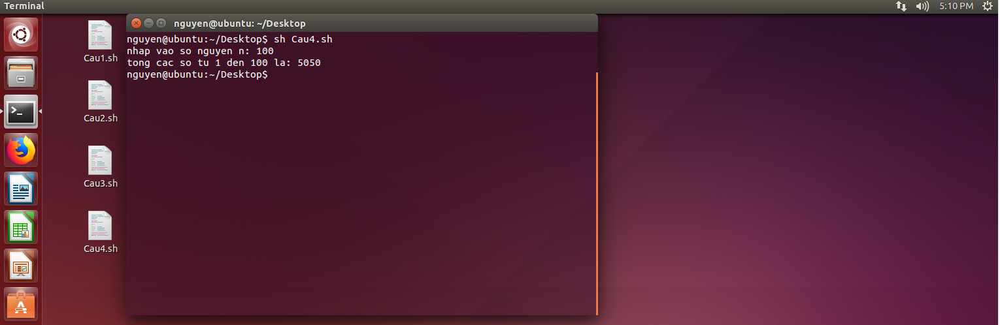 Terminal
5:10 PM
nguyen@ubuntu: ~/Desktop
nguyen@ubuntu:~/Desktop$ sh Cau4.sh
nhap vao so nguyen n: 100
tong cac so tu 1 den 100 la: 5050
nguyen@ubuntu:~/Desktop$
Cau1.sh
Cau2.sh
Cau3.sh
Cau4.sh